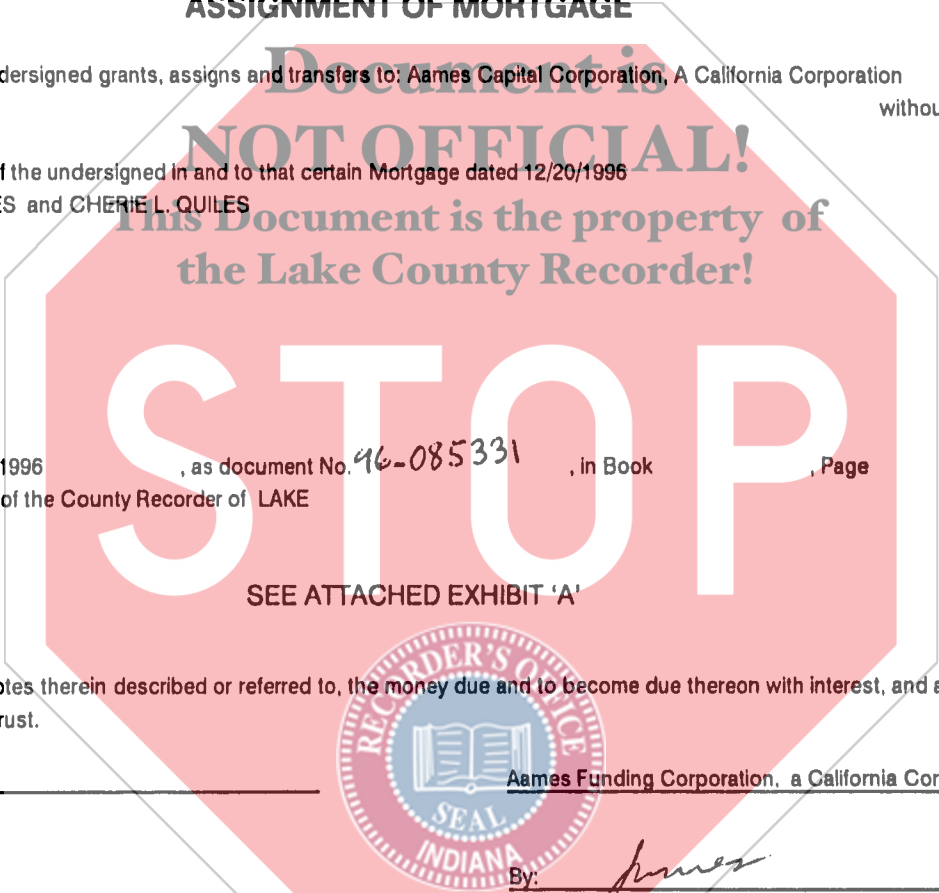 ASSIGNMENT OF MORTGAGE
Document is
dersigned grants, assigns and transfers to: Aames Capital Corporation, A California Corporation
withou
NOT OFFICIAL!
f the undersigned in and to that certain Mortgage dated 12/20/1996
ES and CHERIE L. QUILES
This Document is the property of
the Lake County Recorder!
STOP
1996 , as document No. 96-085331 , in Book , Page
of the County Recorder of LAKE
SEE ATTACHED EXHIBIT 'A'
RECORDER'S OFFICE
otes therein described or referred to, the money due and to become due thereon with interest, and a
rust.
Aames Funding Corporation, a California Cor
SEAL
INDIANA
By: